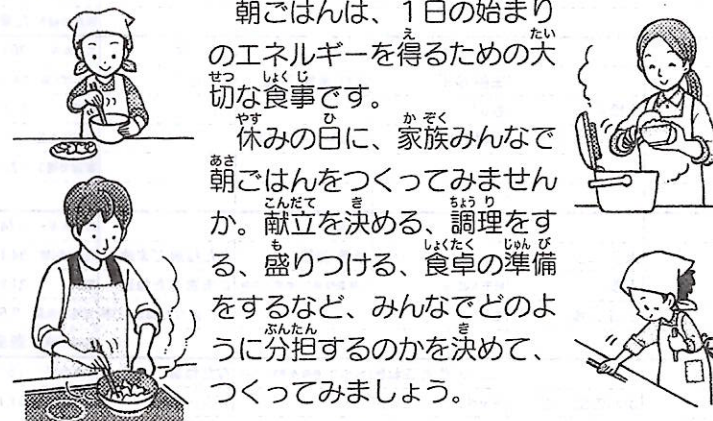 朝ごはんは、1日の始まり
のエネルギーを得るための大
切な食事です。
休みの日に、家族みんなで
朝ごはんをつくってみません
か。献立を決める、調理をす
る、盛りつける、食卓の準備
をするなど、みんなでどのよ
うに分担するのかを決めて、
つくってみましょう。